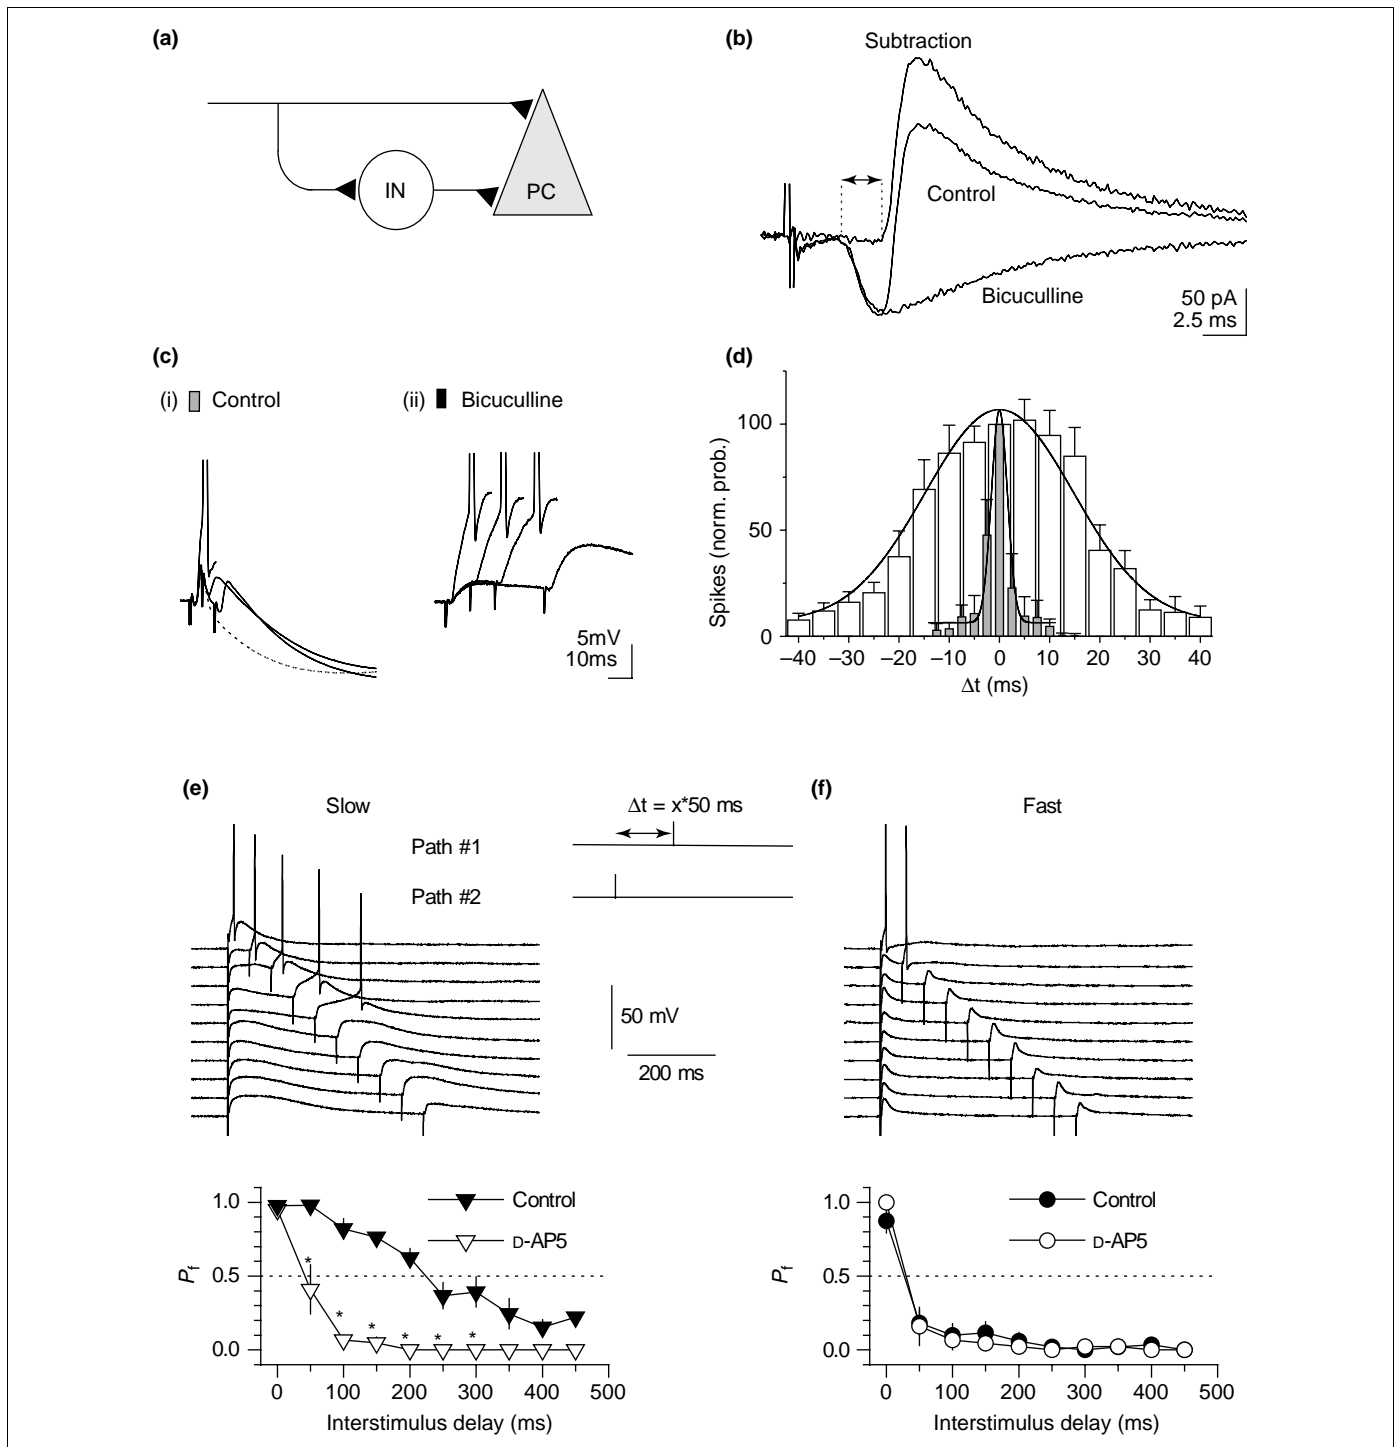 (a)
IN
PC
(b)
Subtraction
Control
Bicuculline
50 pA
2.5 ms
(c)
(i) Control
(ii) Bicuculline
5mV
10ms
(d)
Spikes (norm. prob.)
100
50
0
–40 –30 –20 –10 0 10 20 30 40
Δt (ms)
(e)
Slow
Δt = x*50 ms
Path #1
Path #2
50 mV
200 ms
(f)
Fast
Control
D-AP5
Pf
1.0
0.5
0.0
* * * * * *
0 100 200 300 400 500
Interstimulus delay (ms)
Control
D-AP5
Pf
1.0
0.5
0.0
0 100 200 300 400 500
Interstimulus delay (ms)